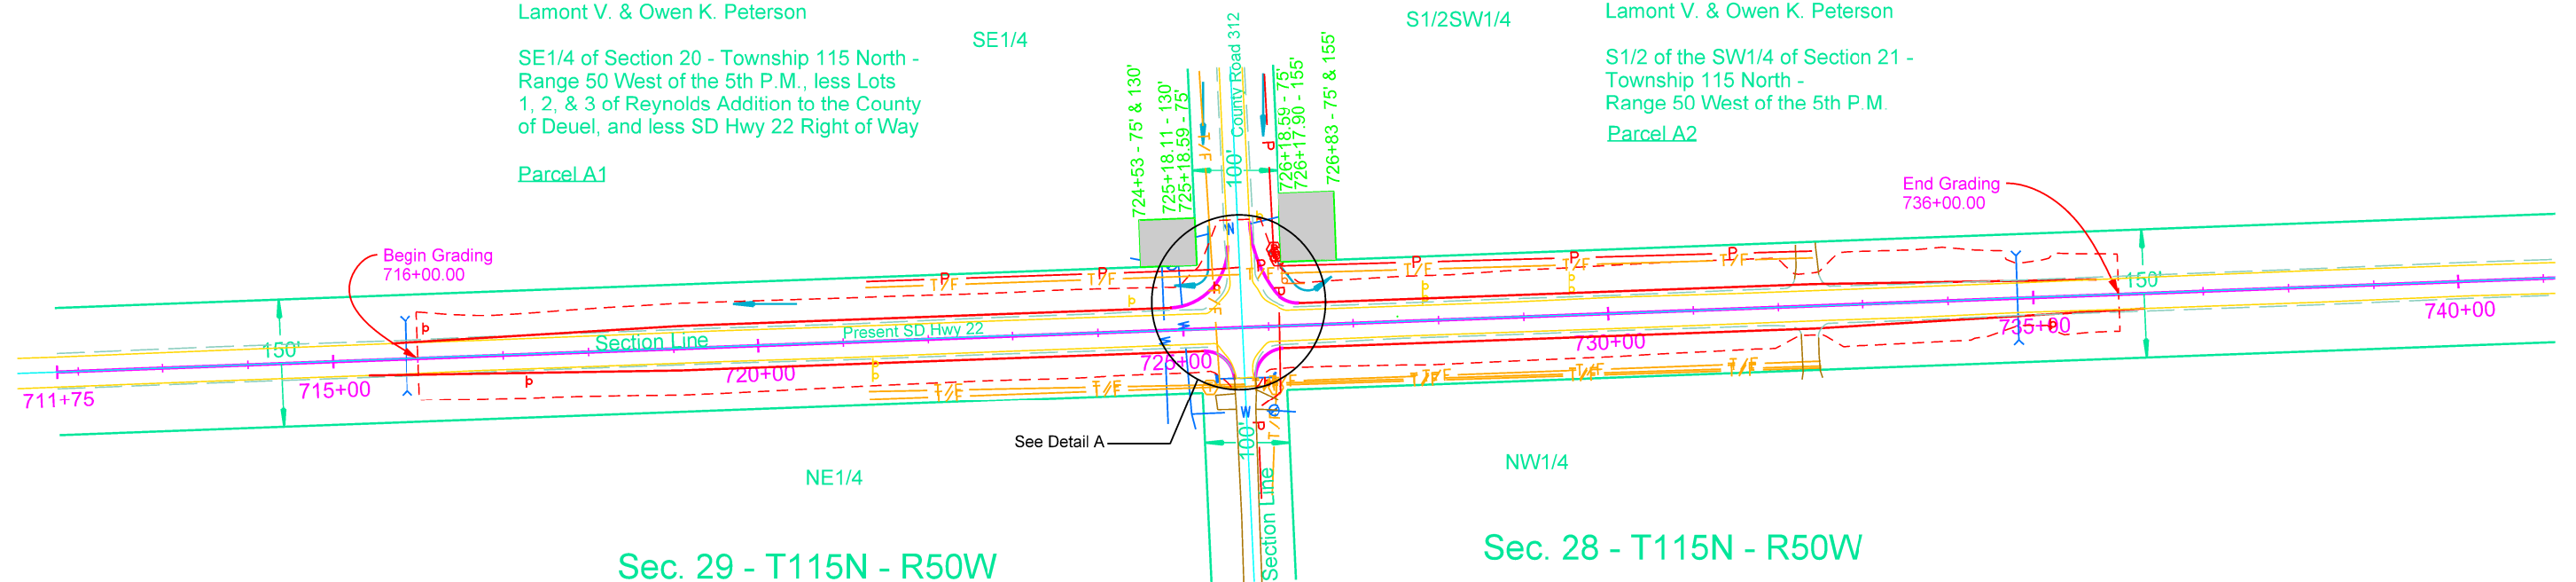 Lamont V. & Owen K. Peterson
SE1/4 of Section 20 - Township 115 North -
Range 50 West of the 5th P.M., less Lots
1, 2, & 3 of Reynolds Addition to the County
of Deuel, and less SD Hwy 22 Right of Way
Parcel A1
SE1/4
S1/2SW1/4
Lamont V. & Owen K. Peterson
S1/2 of the SW1/4 of Section 21 -
Township 115 North -
Range 50 West of the 5th P.M.
Parcel A2
724+53 - 75' & 130'
725+18.11 - 130'
725+18.59 - 75'
County Road 312
726+18.59 - 75'
726+17.90 - 155'
726+83 - 75' & 155'
T/F
P
100'
Begin Grading
716+00.00
End Grading
736+00.00
P
P
P
P
P
T/F
T/F
T/F
T/F
T/F
150'
150'
Section Line
Present SD Hwy 22
711+75
715+00
720+00
725+00
730+00
735+00
740+00
T/F
T/F
T/F
T/F
T/F
W
W
W
W
P
T/F
See Detail A
100'
Section Line
NE1/4
NW1/4
Sec. 29 - T115N - R50W
Sec. 28 - T115N - R50W